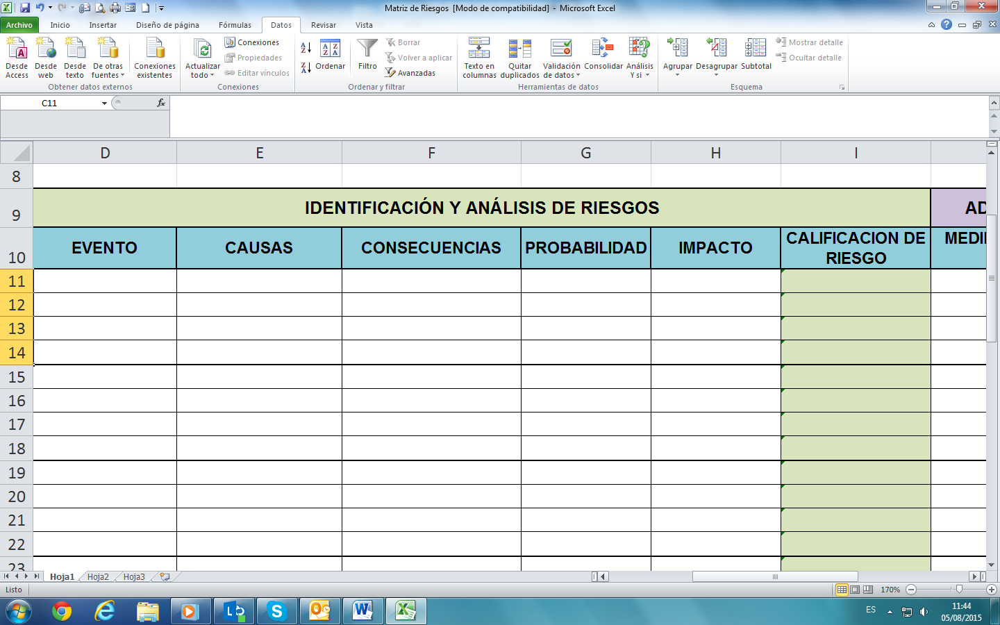 Matriz de Riesgos [Modo de compatibilidad] - Microsoft Excel
Archivo Inicio Insertar Diseño de página Fórmulas Datos Revisar Vista
Desde Access
Desde web
Desde texto
De otras fuentes
Conexiones existentes
Obtener datos externos
Actualizar todo
Conexiones
Propiedades
Editar vínculos
Conexiones
Ordenar
Filtro
Borrar
Volver a aplicar
Avanzadas
Ordenar y filtrar
Texto en columnas
Quitar duplicados
Validación de datos
Consolidar
Análisis Y si
Herramientas de datos
Agrupar
Desagrupar
Subtotal
Mostrar detalle
Ocultar detalle
Esquema
C11 fx
D E F G H I
8
9 IDENTIFICACIÓN Y ANÁLISIS DE RIESGOS AD
10 EVENTO CAUSAS CONSECUENCIAS PROBABILIDAD IMPACTO CALIFICACION DE RIESGO MEDI
11
12
13
14
15
16
17
18
19
20
21
22
23
Hoja1 Hoja2 Hoja3
Listo 170%
ES 11:44
05/08/2015